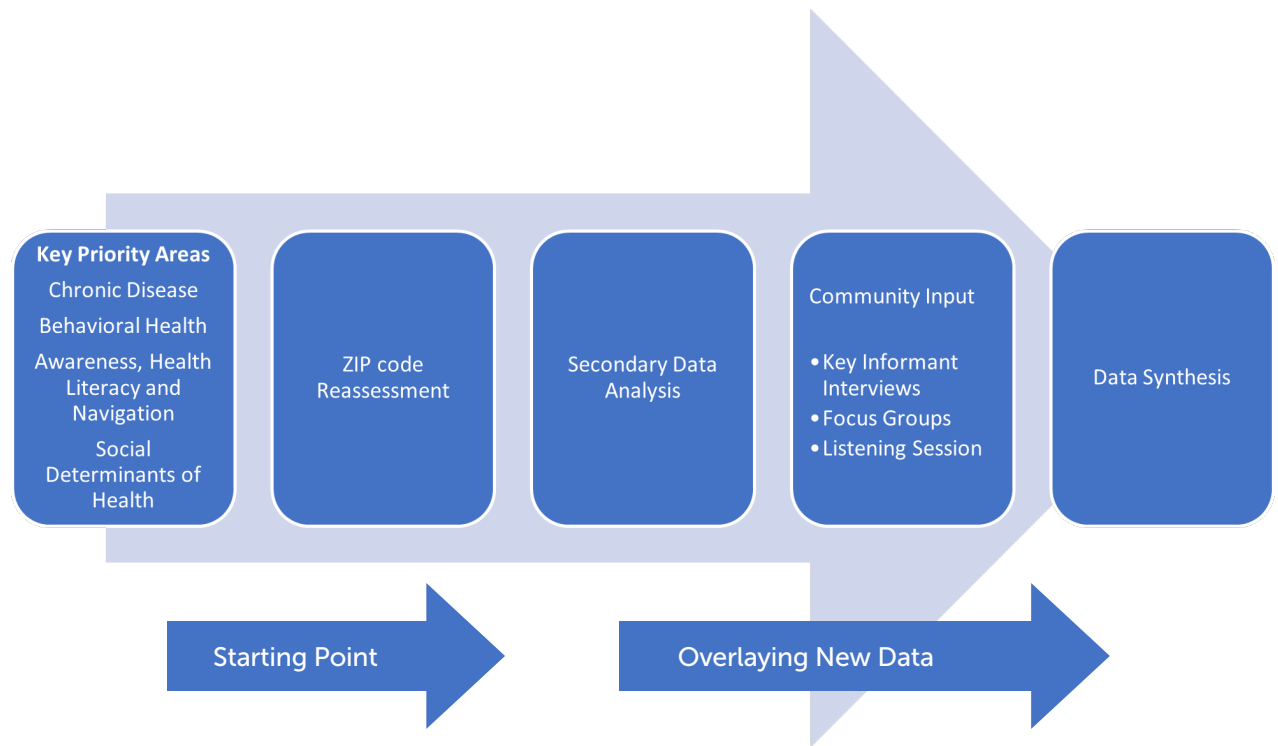 Key Priority Areas
Chronic Disease
Behavioral Health
Awareness, Health
Literacy and
Navigation
Social
Determinants of
Health
ZIP code
Reassessment
Secondary Data
Analysis
Community Input
•Key Informant
Interviews
•Focus Groups
•Listening Session
Data Synthesis
Starting Point
Overlaying New Data